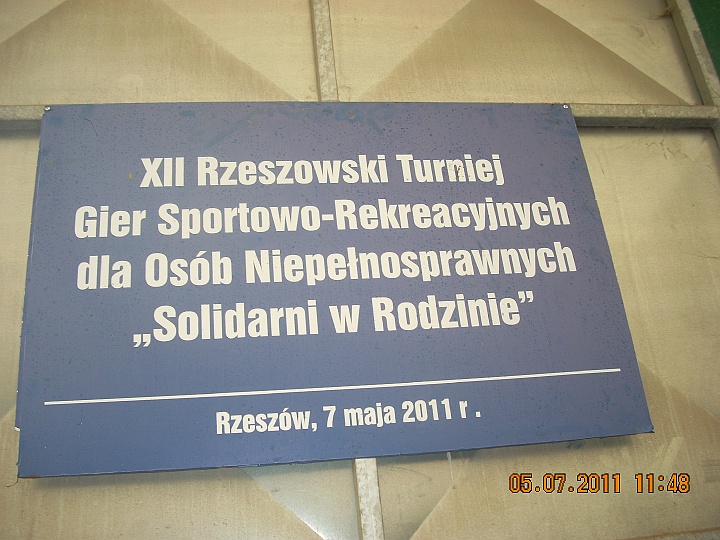 XII Rzeszowski Turniej
Gier Sportowo-Rekreacyjnych
dla Osób Niepełnosprawnych
„Solidarni w Rodzinie”
Rzeszów, 7 maja 2011 r .
05.07.2011 11:48